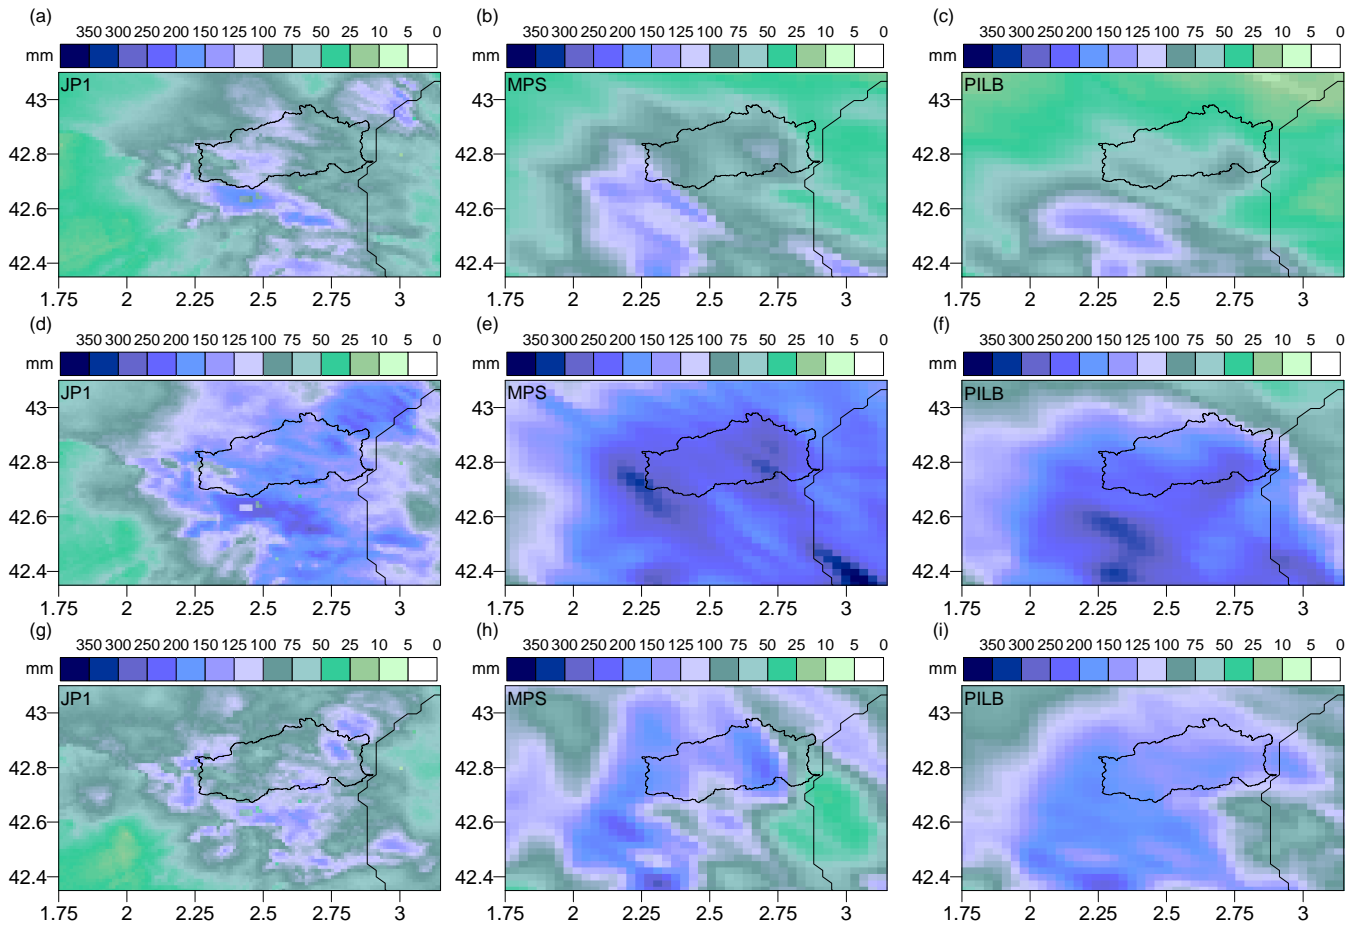 (a) (b) (c)
350 300 250 200 150 125 100 75 50 25 10 5 0 350 300 250 200 150 125 100 75 50 25 10 5 0 350 300 250 200 150 125 100 75 50 25 10 5 0
mm mm mm
JP1 MPS PILB
43 43 43
42.8 42.8 42.8
42.6 42.6 42.6
42.4 42.4 42.4
1.75 2 2.25 2.5 2.75 3 1.75 2 2.25 2.5 2.75 3 1.75 2 2.25 2.5 2.75 3
(d) (e) (f)
350 300 250 200 150 125 100 75 50 25 10 5 0 350 300 250 200 150 125 100 75 50 25 10 5 0 350 300 250 200 150 125 100 75 50 25 10 5 0
mm mm mm
JP1 MPS PILB
43 43 43
42.8 42.8 42.8
42.6 42.6 42.6
42.4 42.4 42.4
1.75 2 2.25 2.5 2.75 3 1.75 2 2.25 2.5 2.75 3 1.75 2 2.25 2.5 2.75 3
(g) (h) (i)
350 300 250 200 150 125 100 75 50 25 10 5 0 350 300 250 200 150 125 100 75 50 25 10 5 0 350 300 250 200 150 125 100 75 50 25 10 5 0
mm mm mm
JP1 MPS PILB
43 43 43
42.8 42.8 42.8
42.6 42.6 42.6
42.4 42.4 42.4
1.75 2 2.25 2.5 2.75 3 1.75 2 2.25 2.5 2.75 3 1.75 2 2.25 2.5 2.75 3